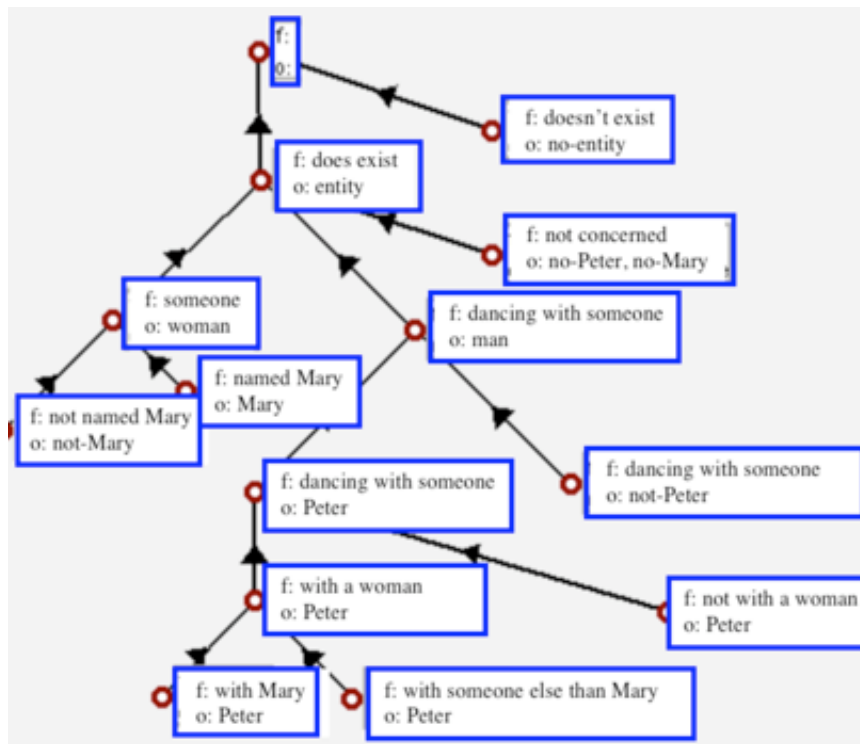 f:
o:
f: doesn't exist
o: no-entity
f: does exist
o: entity
f: not concerned
o: no-Peter, no-Mary
f: someone
o: woman
f: dancing with someone
o: man
f: named Mary
o: Mary
f: not named Mary
o: not-Mary
f: dancing with someone
o: Peter
f: dancing with someone
o: not-Peter
f: with a woman
o: Peter
f: not with a woman
o: Peter
f: with Mary
o: Peter
f: with someone else than Mary
o: Peter